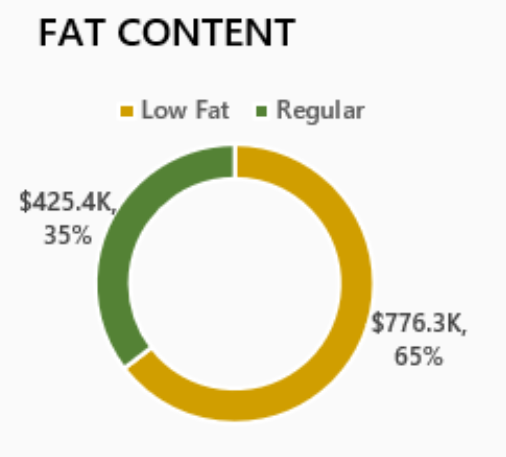 FAT CONTENT
Low Fat Regular
$425.4K,
35%
$776.3K,
65%